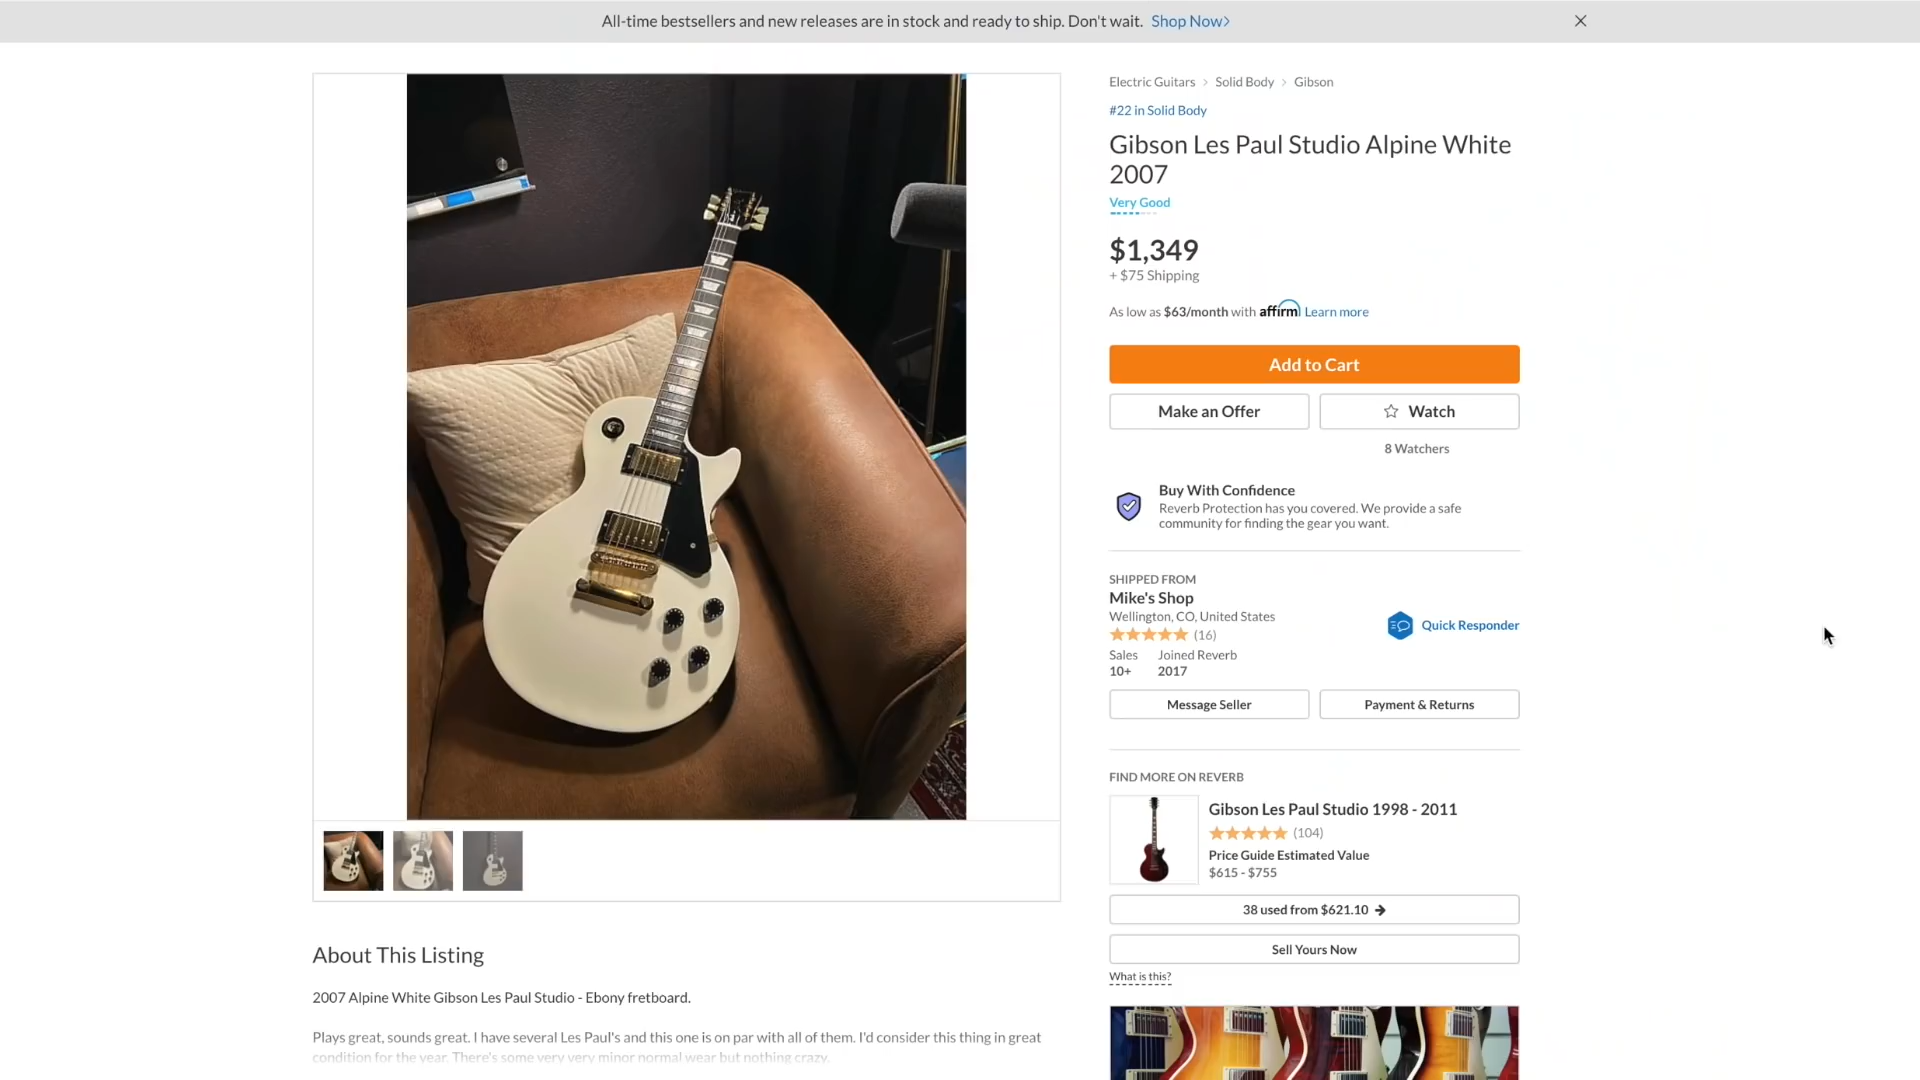 All-time bestsellers and new releases are in stock and ready to ship. Don't wait. Shop Now>
Electric Guitars > Solid Body > Gibson
#22 in Solid Body
Gibson Les Paul Studio Alpine White
2007
Very Good
$1,349
+ $75 Shipping
As low as $63/month with affirm Learn more
Add to Cart
Make an Offer
Watch
8 Watchers
Buy With Confidence
Reverb Protection has you covered. We provide a safe
community for finding the gear you want.
SHIPPED FROM
Mike's Shop
Wellington, CO, United States
(16)
Quick Responder
Sales Joined Reverb
10+ 2017
Message Seller
Payment & Returns
FIND MORE ON REVERB
Gibson Les Paul Studio 1998 - 2011
(104)
Price Guide Estimated Value
$615 - $755
38 used from $621.10 →
Sell Yours Now
What is this?
About This Listing
2007 Alpine White Gibson Les Paul Studio - Ebony fretboard.
Plays great, sounds great. I have several Les Paul's and this one is on par with all of them. I'd consider this thing in great
condition for the year. There's some very very minor normal wear but nothing crazy.